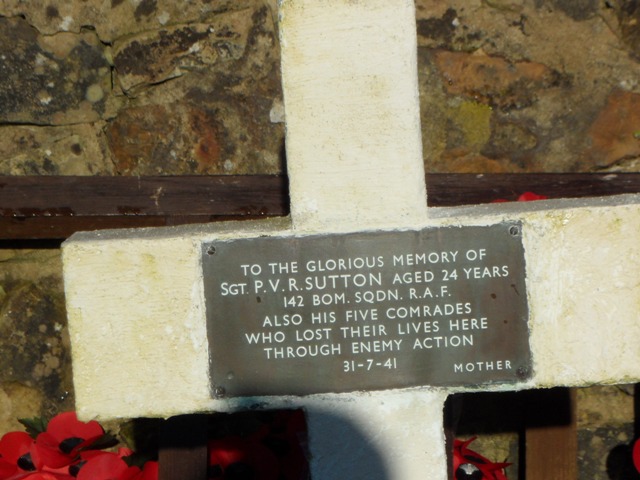 TO THE GLORIOUS MEMORY OF
SGT. P.V.R. SUTTON AGED 24 YEARS
142 BOM. SQDN. R.A.F.
ALSO HIS FIVE COMRADES
WHO LOST THEIR LIVES HERE
THROUGH ENEMY ACTION
31-7-41 MOTHER